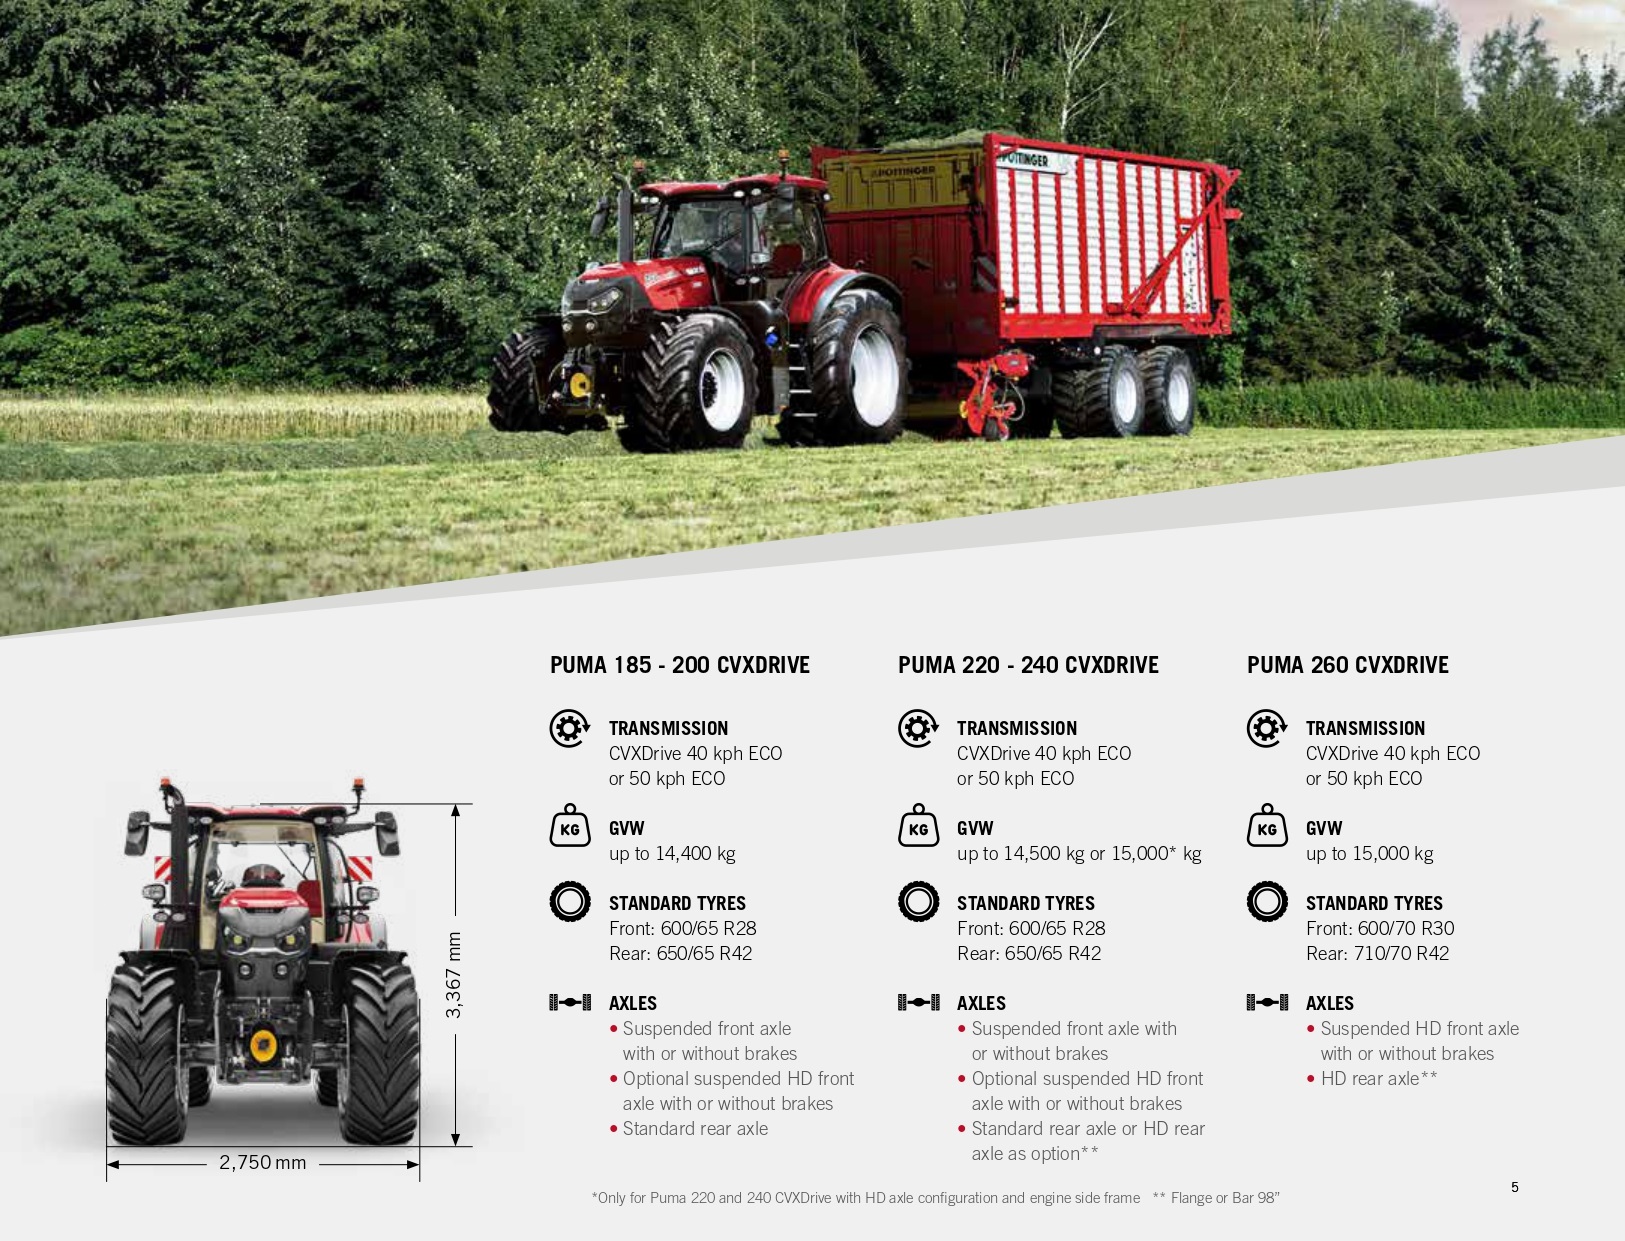 PÖTTINGER
PÖTTINGER
PUMA 185 - 200 CVXDRIVE
TRANSMISSION
CVXDrive 40 kph ECO
or 50 kph ECO
KG
GVW
up to 14,400 kg
STANDARD TYRES
Front: 600/65 R28
Rear: 650/65 R42
AXLES
• Suspended front axle
with or without brakes
• Optional suspended HD front
axle with or without brakes
• Standard rear axle
PUMA 220 - 240 CVXDRIVE
TRANSMISSION
CVXDrive 40 kph ECO
or 50 kph ECO
KG
GVW
up to 14,500 kg or 15,000* kg
STANDARD TYRES
Front: 600/65 R28
Rear: 650/65 R42
AXLES
• Suspended front axle with
or without brakes
• Optional suspended HD front
axle with or without brakes
• Standard rear axle or HD rear
axle as option**
PUMA 260 CVXDRIVE
TRANSMISSION
CVXDrive 40 kph ECO
or 50 kph ECO
KG
GVW
up to 15,000 kg
STANDARD TYRES
Front: 600/70 R30
Rear: 710/70 R42
AXLES
• Suspended HD front axle
with or without brakes
• HD rear axle**
3,367 mm
2,750 mm
*Only for Puma 220 and 240 CVXDrive with HD axle configuration and engine side frame ** Flange or Bar 98”
5